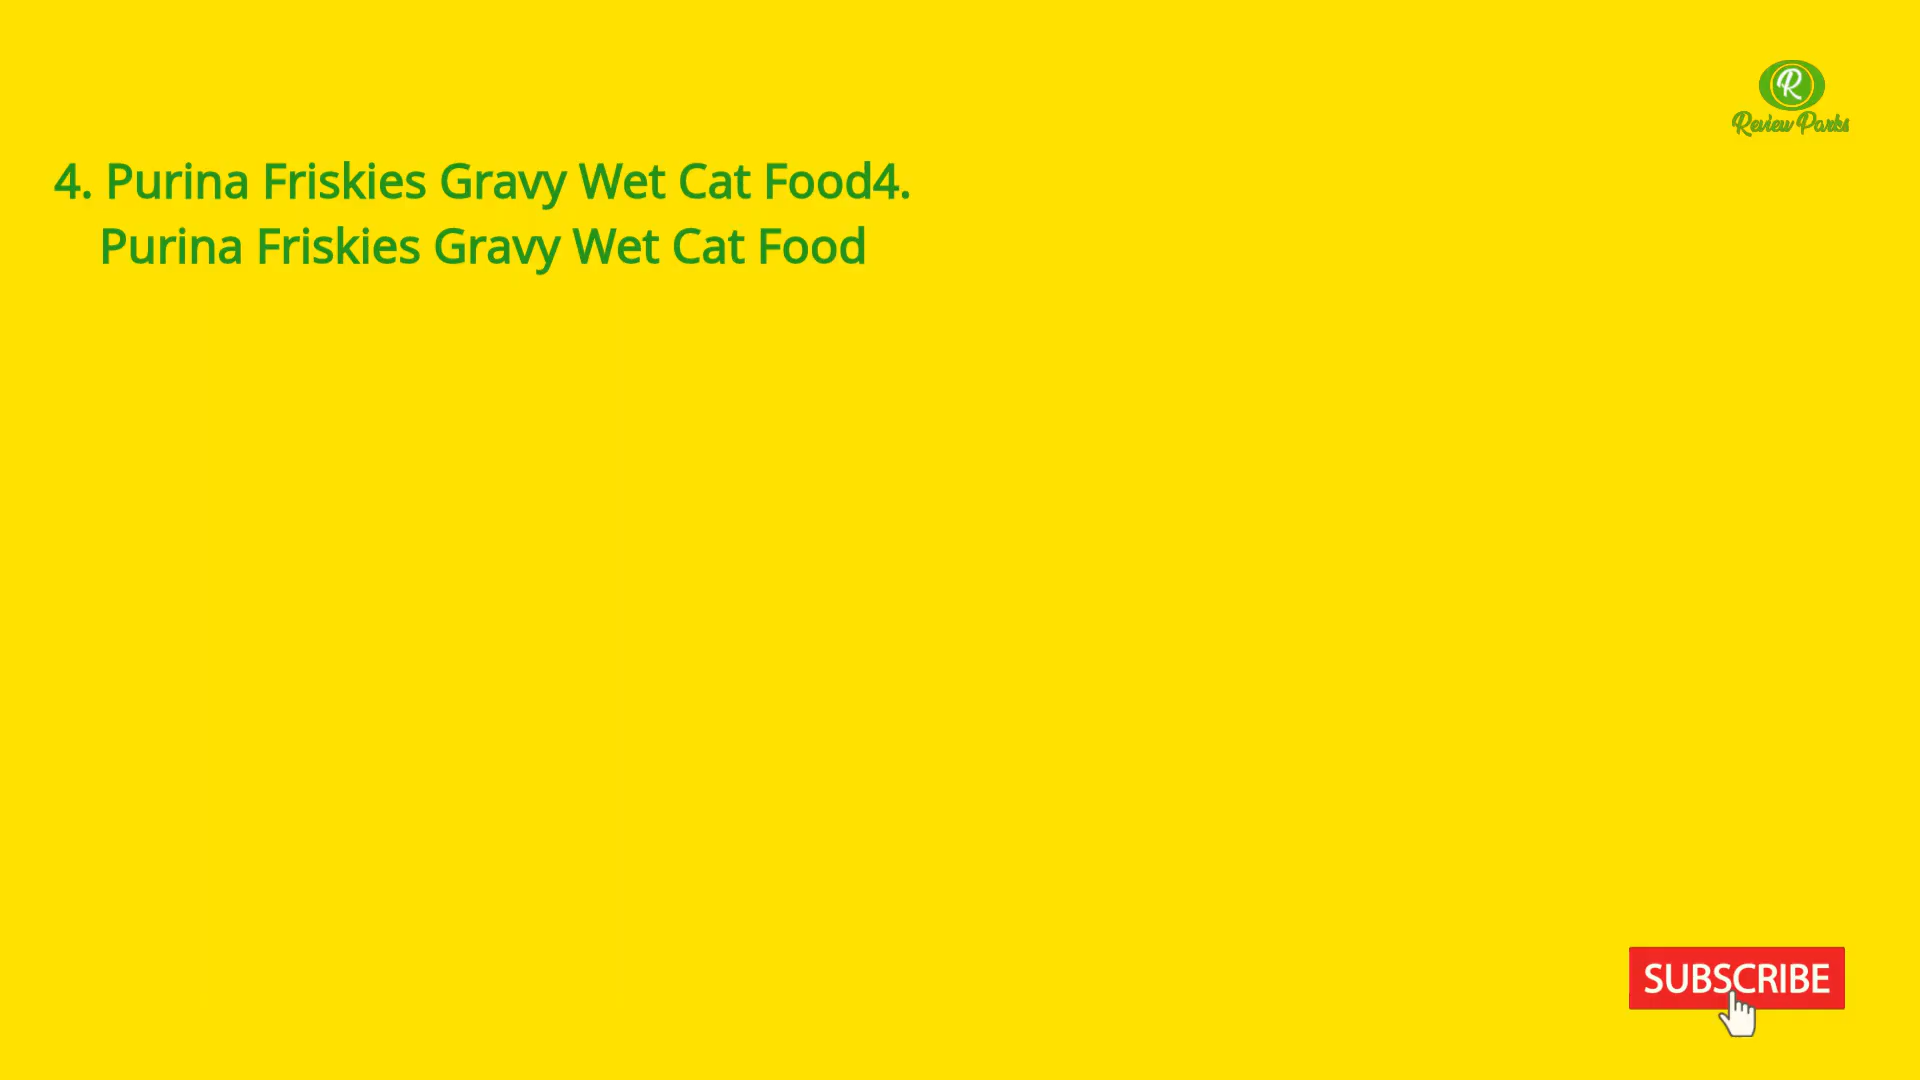 R
Review Parks
4. Purina Friskies Gravy Wet Cat Food4.
Purina Friskies Gravy Wet Cat Food
SUBSCRIBE